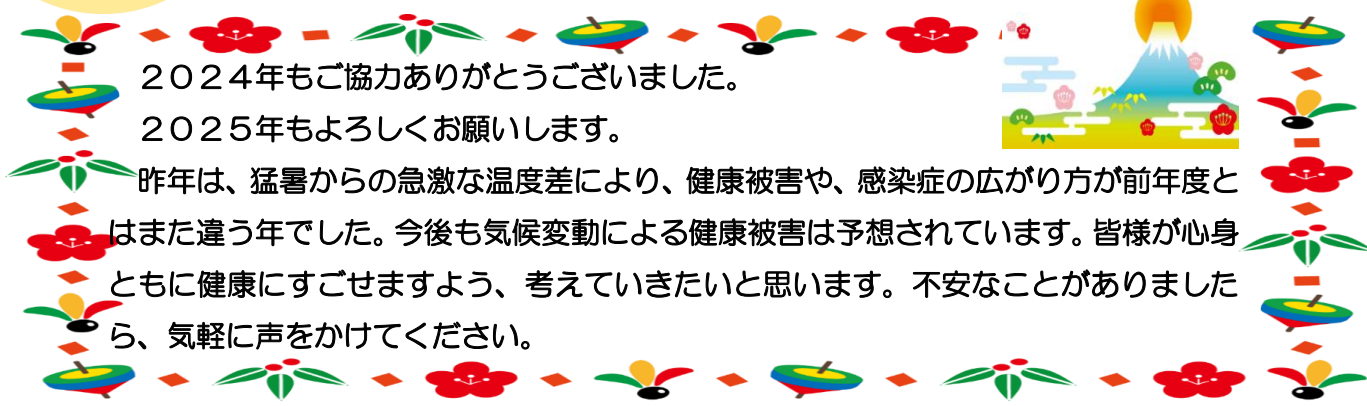 ２０２４年もご協力ありがとうございました。
２０２５年もよろしくお願いします。
昨年は、猛暑からの急激な温度差により、健康被害や、感染症の広がり方が前年度と
はまた違う年でした。今後も気候変動による健康被害は予想されています。皆様が心身
ともに健康にすごせますよう、考えていきたいと思います。不安なことがありました
ら、気軽に声をかけてください。